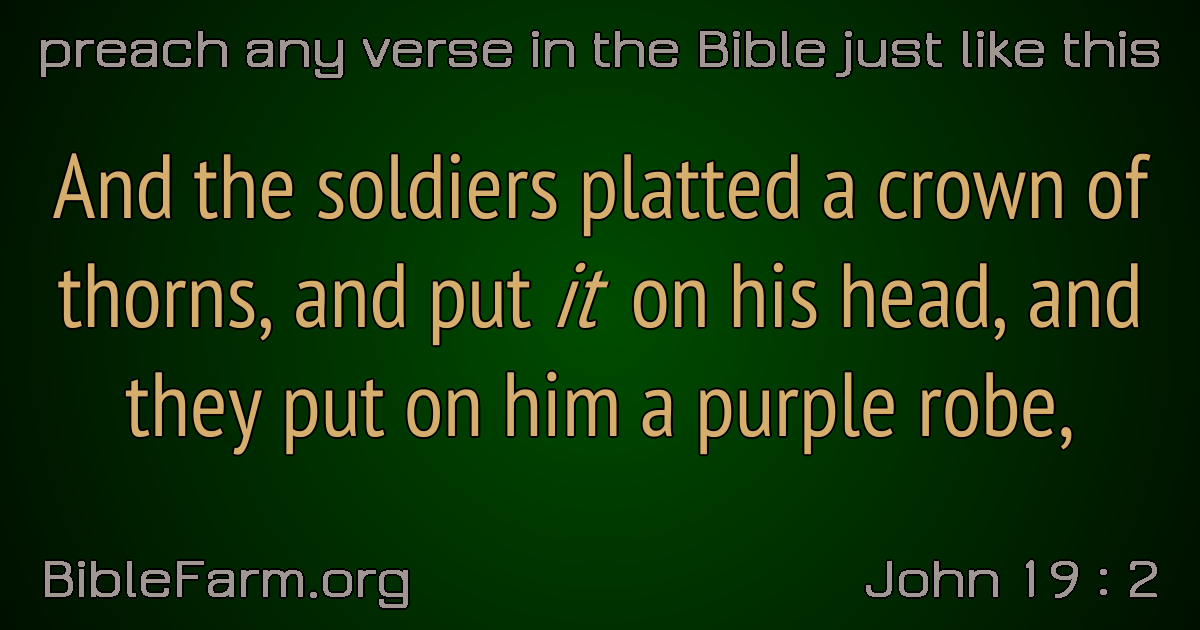 preach any verse in the Bible just like this
And the soldiers platted a crown of
thorns, and put it on his head, and
they put on him a purple robe,
BibleFarm.org
John 19 : 2